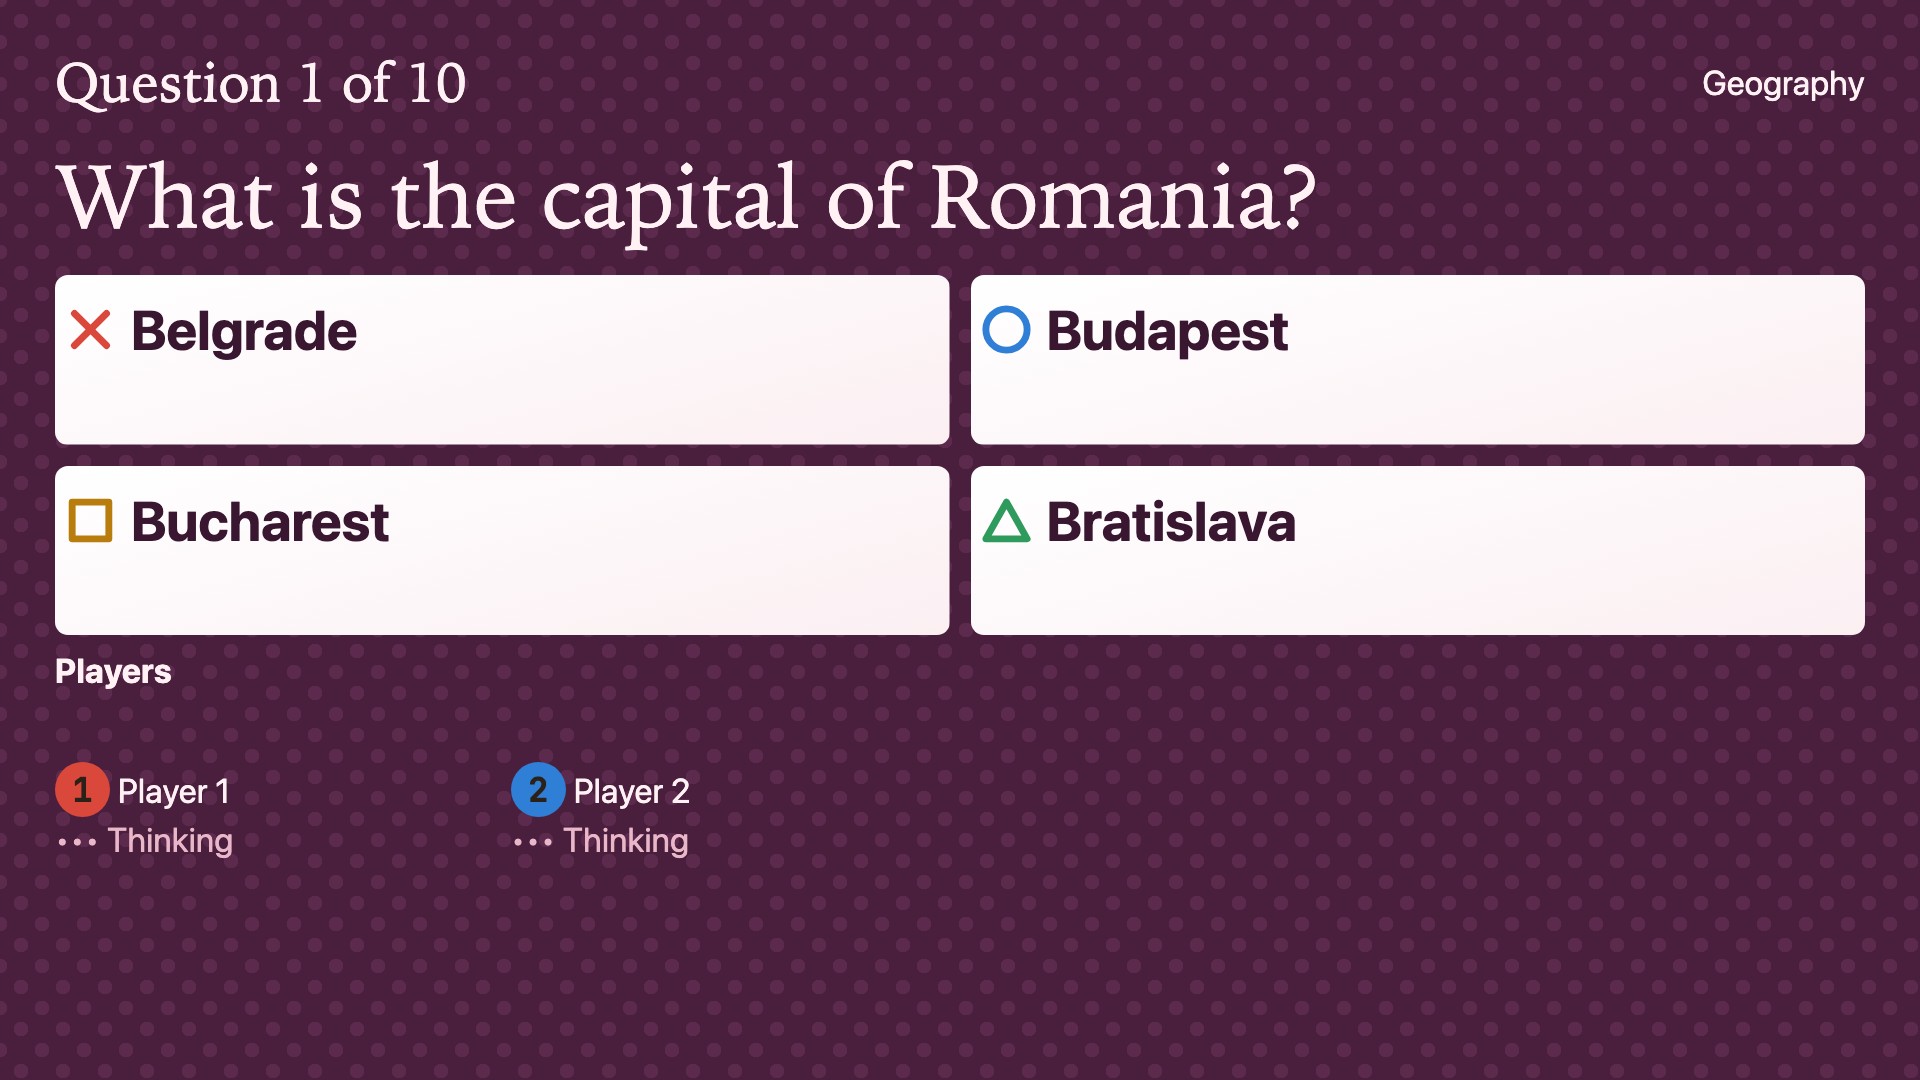 Question 1 of 10
Geography
What is the capital of Romania?
Belgrade
Budapest
Bucharest
Bratislava
Players
1 Player 1
2 Player 2
··· Thinking
··· Thinking